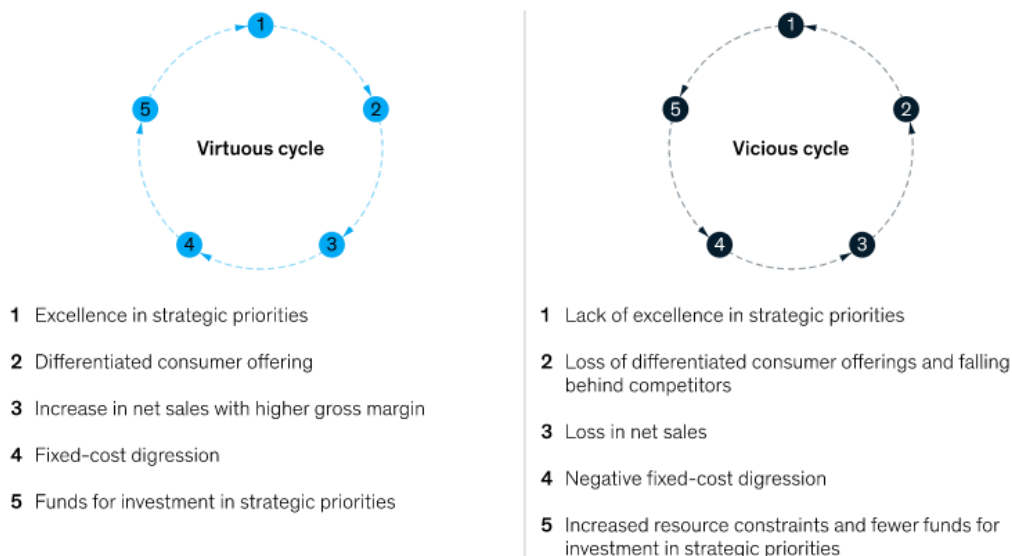 1
2
3
4
5
Virtuous cycle
1 Excellence in strategic priorities
2 Differentiated consumer offering
3 Increase in net sales with higher gross margin
4 Fixed-cost digression
5 Funds for investment in strategic priorities
1
2
3
4
5
Vicious cycle
1 Lack of excellence in strategic priorities
2 Loss of differentiated consumer offerings and falling
behind competitors
3 Loss in net sales
4 Negative fixed-cost digression
5 Increased resource constraints and fewer funds for
investment in strategic priorities